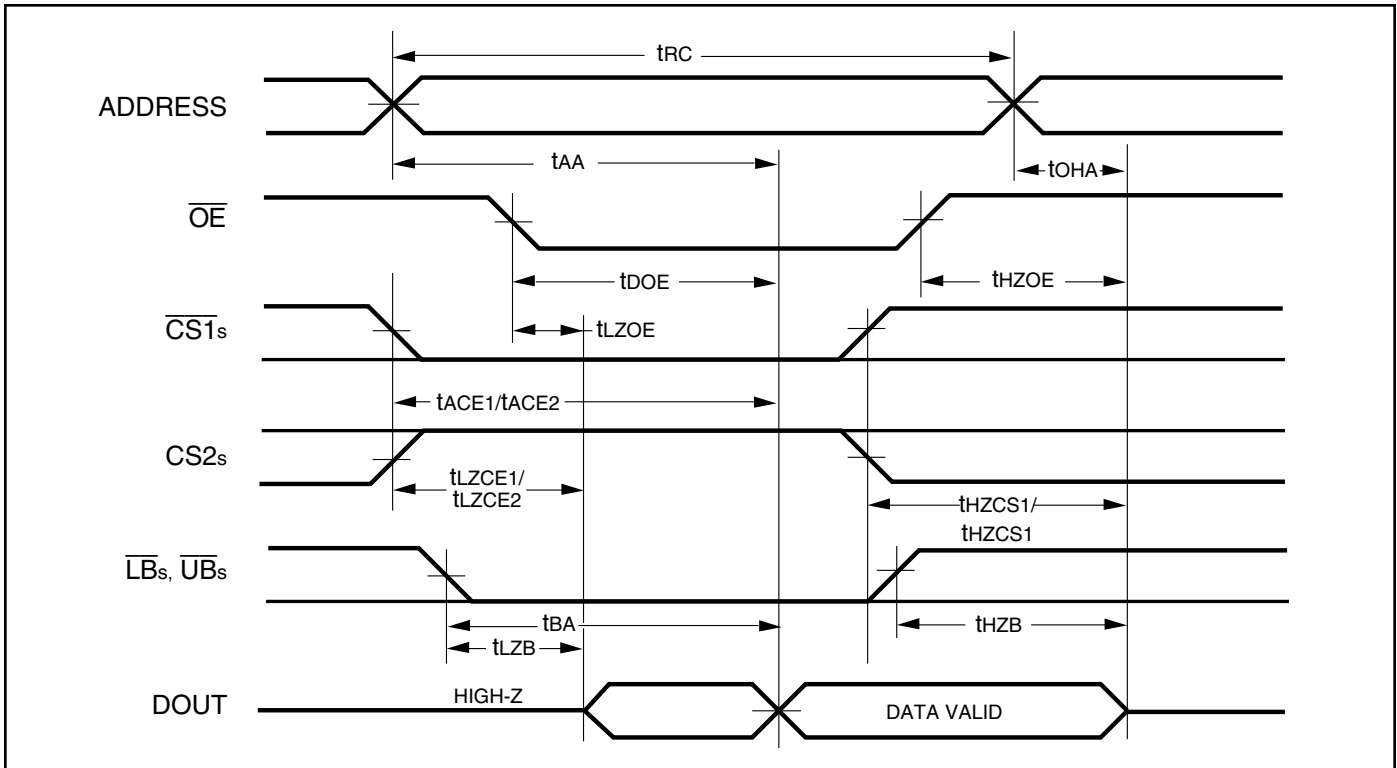 tRC
ADDRESS
tAA
tOHA
OE
tDOE
tHZOE
CS1s
tLZOE
tACE1/tACE2
CS2s
tLZCE1/
tLZCE2
tHZCS1/
tHZCS1
LBs, UBs
tBA
tHZB
tLZB
HIGH-Z
DOUT
DATA VALID